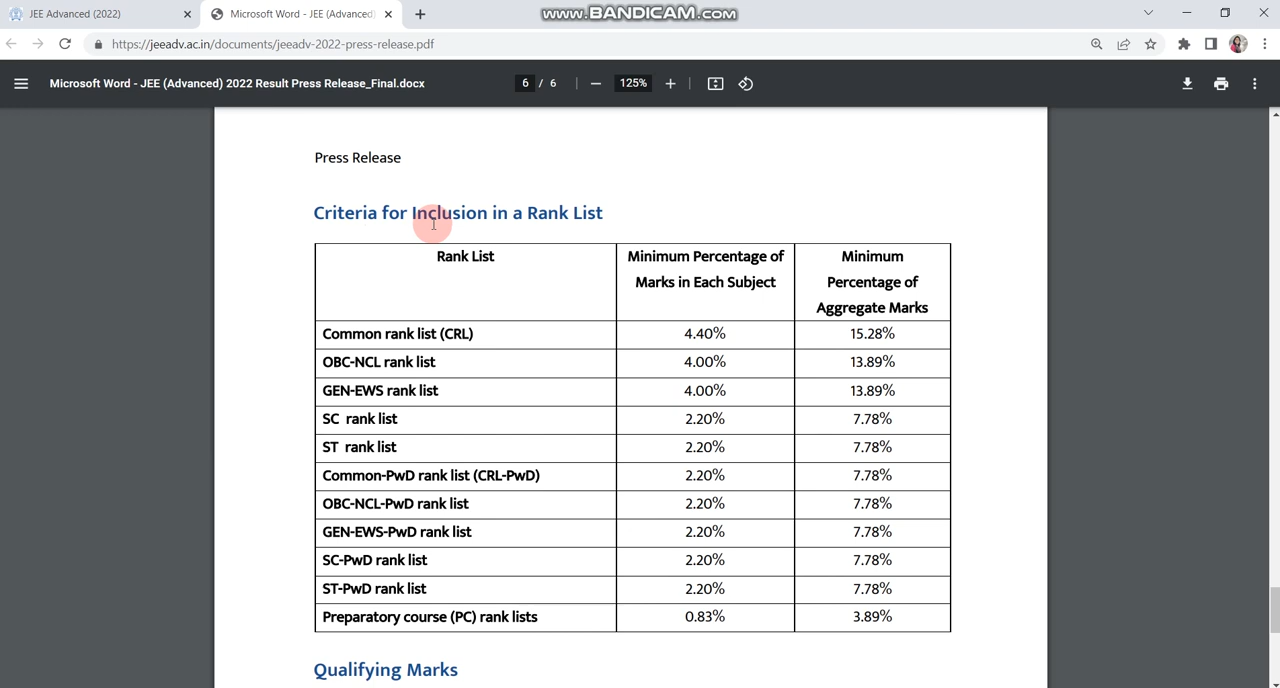 JEE Advanced (2022)
Microsoft Word - JEE (Advanced)
www.BANDICAM.com
https://jeeadv.ac.in/documents/jeeadv-2022-press-release.pdf
Microsoft Word - JEE (Advanced) 2022 Result Press Release_Final.docx
6 / 6
125%
Press Release
Criteria for Inclusion in a Rank List
Rank List Minimum Percentage of Marks in Each Subject Minimum Percentage of Aggregate Marks
Common rank list (CRL) 4.40% 15.28%
OBC-NCL rank list 4.00% 13.89%
GEN-EWS rank list 4.00% 13.89%
SC rank list 2.20% 7.78%
ST rank list 2.20% 7.78%
Common-PwD rank list (CRL-PwD) 2.20% 7.78%
OBC-NCL-PwD rank list 2.20% 7.78%
GEN-EWS-PwD rank list 2.20% 7.78%
SC-PwD rank list 2.20% 7.78%
ST-PwD rank list 2.20% 7.78%
Preparatory course (PC) rank lists 0.83% 3.89%
Qualifying Marks